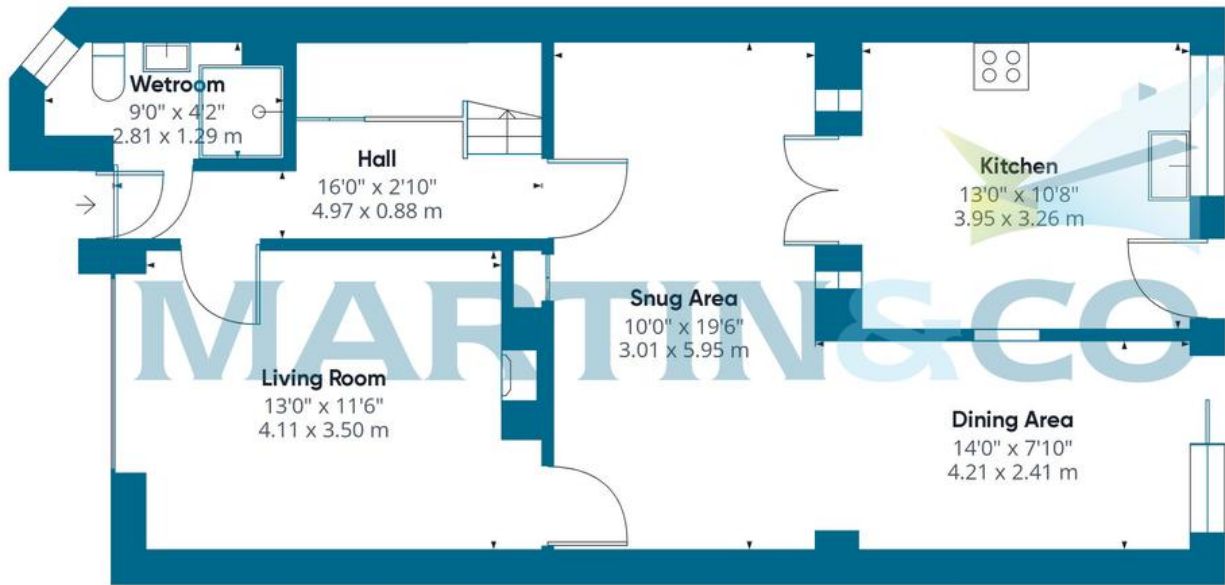 Wetroom
9'0" x 4'2"
2.81 x 1.29 m
Hall
16'0" x 2'10"
4.97 x 0.88 m
Kitchen
13'0" x 10'8"
3.95 x 3.26 m
Snug Area
10'0" x 19'6"
3.01 x 5.95 m
MARTIN&CO
Living Room
13'0" x 11'6"
4.11 x 3.50 m
Dining Area
14'0" x 7'10"
4.21 x 2.41 m